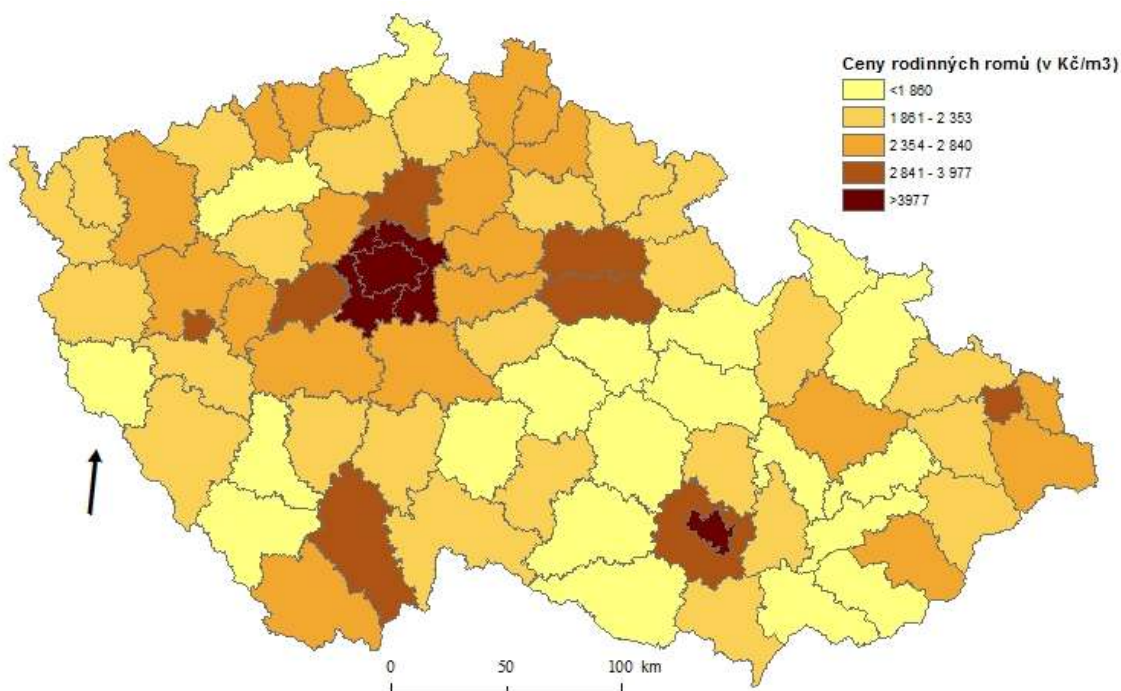 Ceny rodinných romů (v Kč/m3)
<1 860
1 861 - 2 353
2 354 - 2 840
2 841 - 3 977
>3977
0 50 100 km